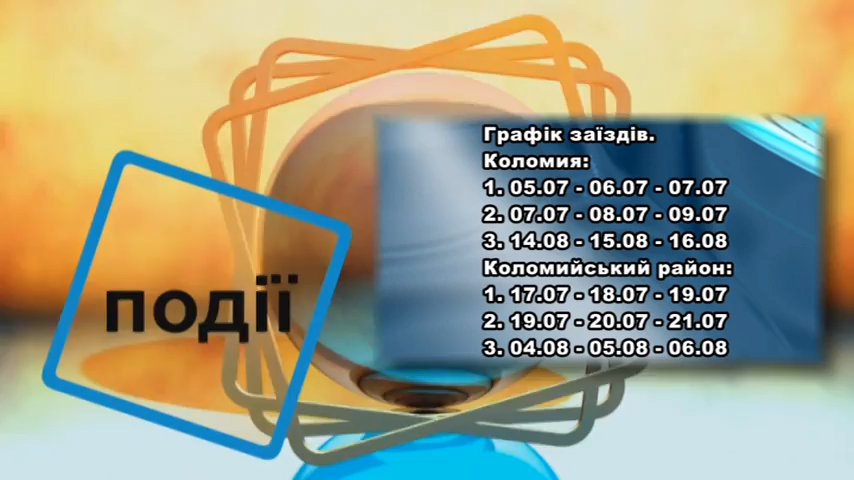 події
Графік заїздів.
Коломия:
1. 05.07 - 06.07 - 07.07
2. 07.07 - 08.07 - 09.07
3. 14.08 - 15.08 - 16.08
Коломийський район:
1. 17.07 - 18.07 - 19.07
2. 19.07 - 20.07 - 21.07
3. 04.08 - 05.08 - 06.08